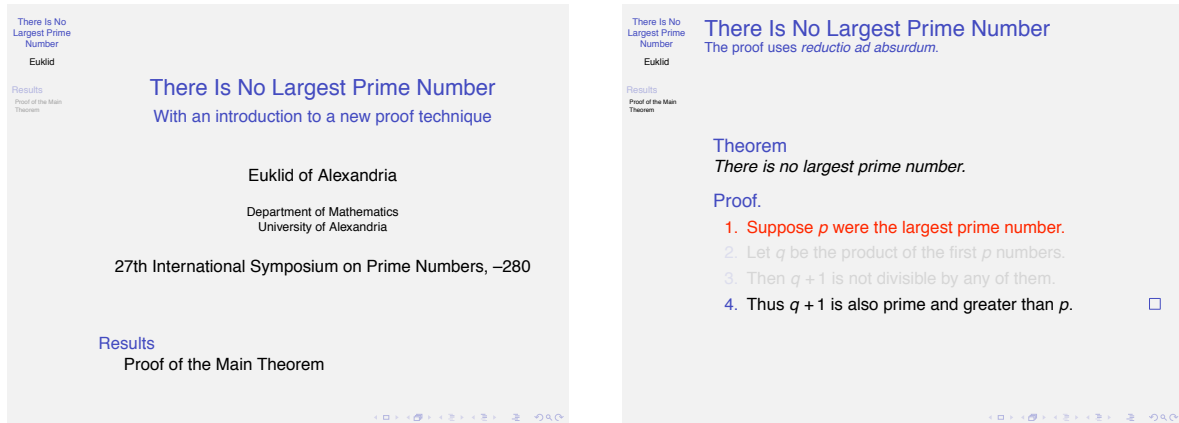 There Is No
Largest Prime
Number
Euklid
Results
Proof of the Main
Theorem
There Is No Largest Prime Number
With an introduction to a new proof technique
Euklid of Alexandria
Department of Mathematics
University of Alexandria
27th International Symposium on Prime Numbers, –280
Results
Proof of the Main Theorem
There Is No
Largest Prime
Number
Euklid
Results
Proof of the Main
Theorem
There Is No Largest Prime Number
The proof uses reductio ad absurdum.
Theorem
There is no largest prime number.
Proof.
1. Suppose p were the largest prime number.
2. Let q be the product of the first p numbers.
3. Then q + 1 is not divisible by any of them.
4. Thus q + 1 is also prime and greater than p. □